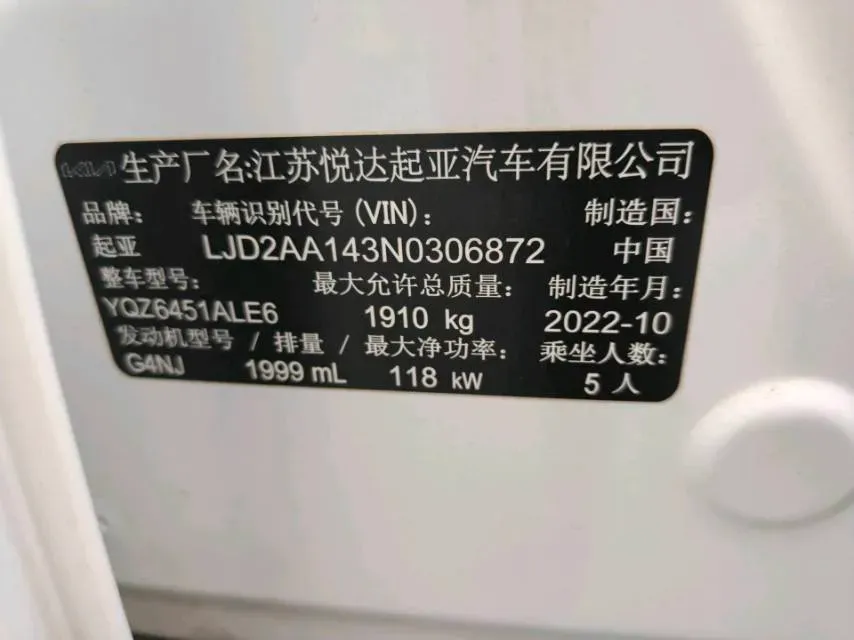 KIA 生产厂名:江苏悦达起亚汽车有限公司
品牌: 车辆识别代号(VIN): 制造国:
起亚 LJD2AA143N0306872 中国
整车型号: 最大允许总质量: 制造年月:
YQZ6451ALE6 1910 kg 2022-10
发动机型号 / 排量 / 最大净功率: 乘坐人数:
G4NJ 1999 mL 118 kW 5 人